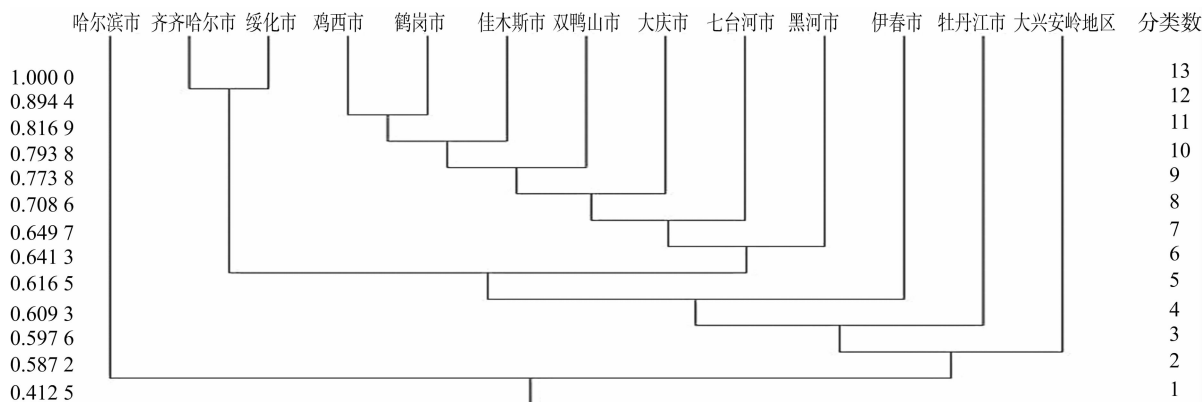 哈尔滨市 齐齐哈尔市 绥化市 鸡西市 鹤岗市 佳木斯市 双鸭山市 大庆市 七台河市 黑河市 伊春市 牡丹江市 大兴安岭地区 分类数
1.000 0 13
0.894 4 12
0.816 9 11
0.793 8 10
0.773 8 9
0.708 6 8
0.649 7 7
0.641 3 6
0.616 5 5
0.609 3 4
0.597 6 3
0.587 2 2
0.412 5 1